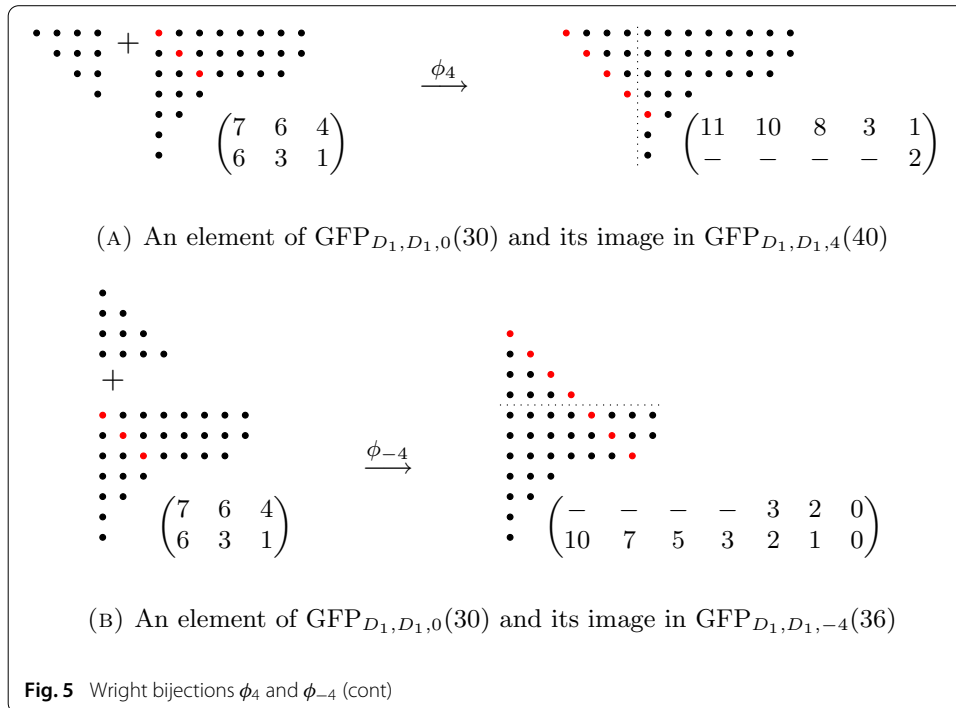 +
ϕ₄
⟶
(7 6 4
6 3 1)
(11 10 8 3 1
− − − − 2)
(A) An element of GFP_{D₁,D₁,0}(30) and its image in GFP_{D₁,D₁,4}(40)
+
ϕ₋₄
⟶
(7 6 4
6 3 1)
(− − − − 3 2 0
10 7 5 3 2 1 0)
(B) An element of GFP_{D₁,D₁,0}(30) and its image in GFP_{D₁,D₁,−4}(36)
Fig. 5 Wright bijections ϕ₄ and ϕ₋₄ (cont)